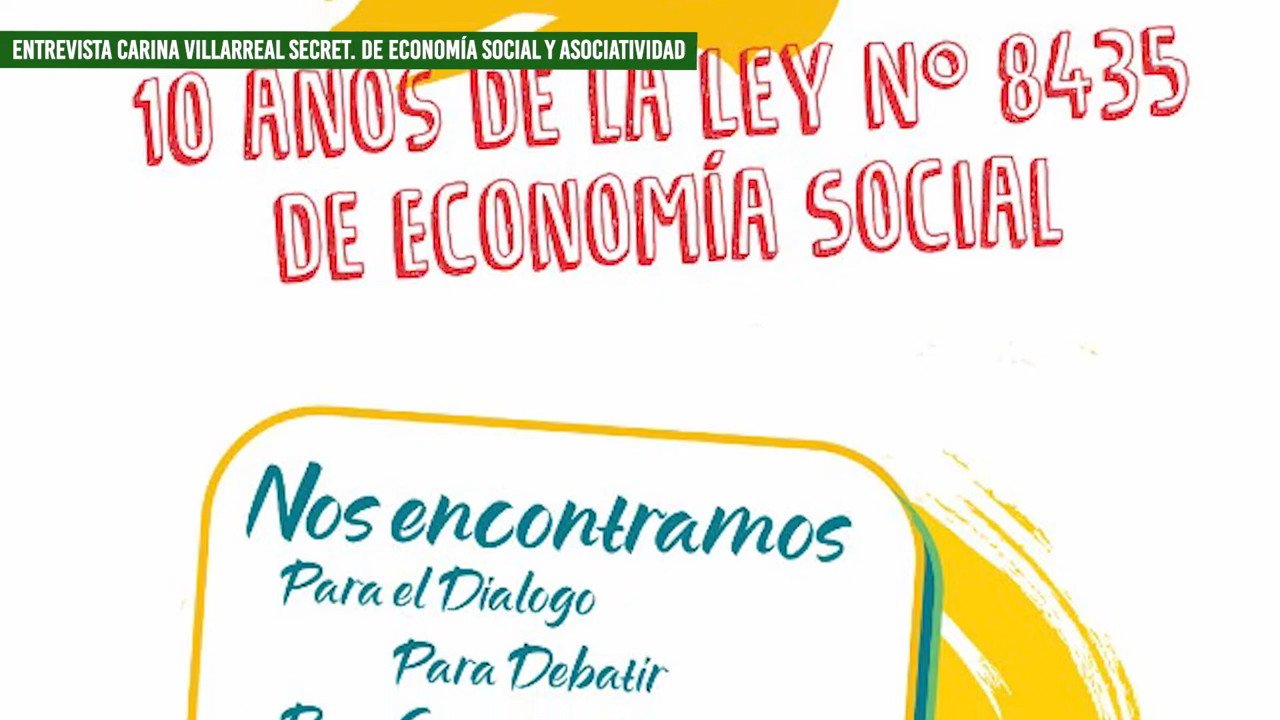 ENTREVISTA CARINA VILLARREAL SECRET. DE ECONOMÍA SOCIAL Y ASOCIATIVIDAD
10 AÑOS DE LA LEY Nº 8435
DE ECONOMÍA SOCIAL
Nos encontramos
Para el Dialogo
Para Debatir